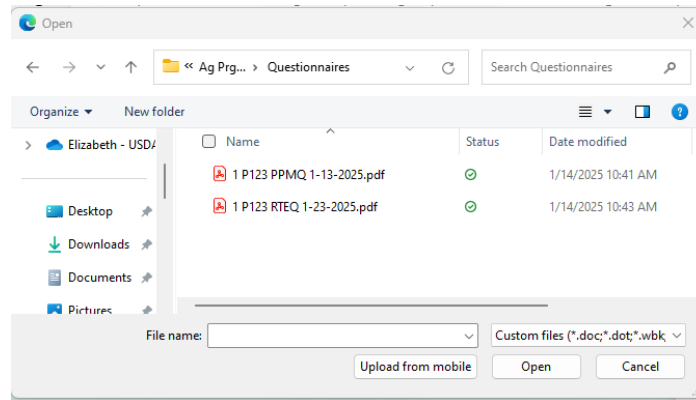 Open
« Ag Prg... > Questionnaires
Search Questionnaires
Organize New folder
Name Status Date modified
Elizabeth - USDA
1 P123 PPMQ 1-13-2025.pdf 1/14/2025 10:41 AM
1 P123 RTEQ 1-23-2025.pdf 1/14/2025 10:43 AM
Desktop
Downloads
Documents
Pictures
File name: Custom files (*.doc;*.dot;*.wbk;
Upload from mobile Open Cancel